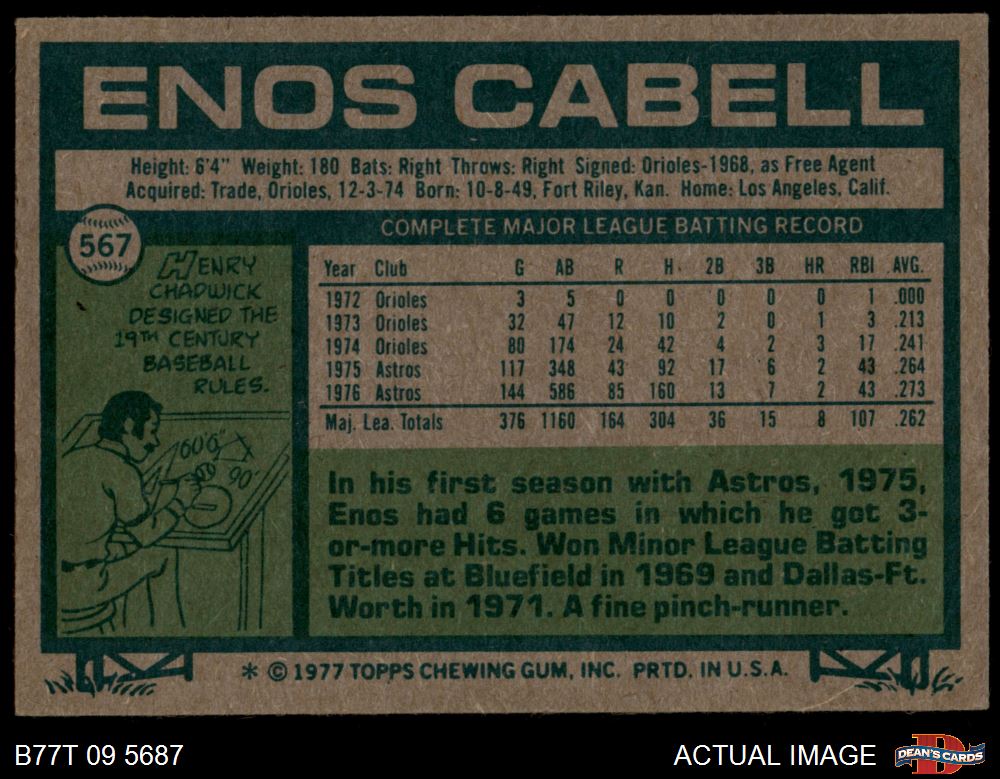 ENOS CABELL
Height: 6'4" Weight: 180 Bats: Right Throws: Right Signed: Orioles-1968, as Free Agent
Acquired: Trade, Orioles, 12-3-74 Born: 10-8-49, Fort Riley, Kan. Home: Los Angeles, Calif.
567
HENRY
CHADWICK
DESIGNED THE
19TH CENTURY
BASEBALL
RULES.
60'6"
90'
COMPLETE MAJOR LEAGUE BATTING RECORD
Year Club G AB R H 2B 3B HR RBI AVG.
1972 Orioles 3 5 0 0 0 0 0 1 .000
1973 Orioles 32 47 12 10 2 0 1 3 .213
1974 Orioles 80 174 24 42 4 2 3 17 .241
1975 Astros 117 348 43 92 17 6 2 43 .264
1976 Astros 144 586 85 160 13 7 2 43 .273
Maj. Lea. Totals 376 1160 164 304 36 15 8 107 .262
In his first season with Astros, 1975,
Enos had 6 games in which he got 3-
or-more Hits. Won Minor League Batting
Titles at Bluefield in 1969 and Dallas-Ft.
Worth in 1971. A fine pinch-runner.
* © 1977 TOPPS CHEWING GUM, INC. PRTD. IN U.S.A.
B77T 09 5687
ACTUAL IMAGE
DEAN'S CARDS